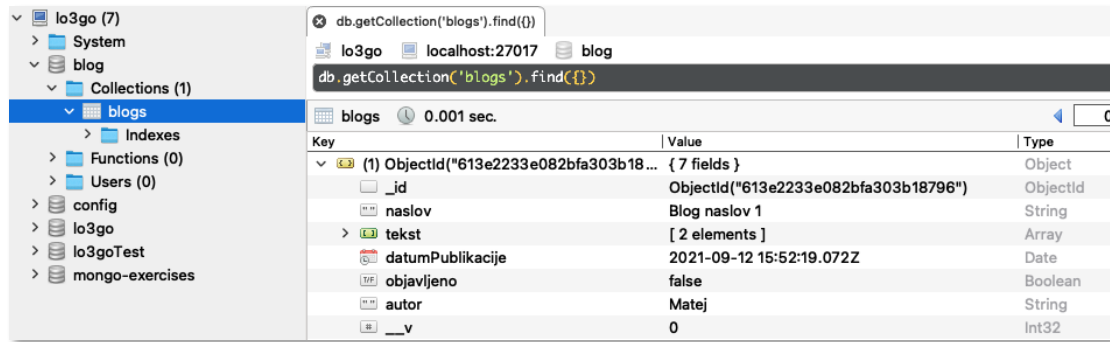 lo3go (7)
System
blog
Collections (1)
blogs
Indexes
Functions (0)
Users (0)
config
lo3go
lo3goTest
mongo-exercises
db.getCollection('blogs').find({})
lo3go localhost:27017 blog
db.getCollection('blogs').find({})
blogs 0.001 sec.
Key Value Type
(1) ObjectId("613e2233e082bfa303b18... { 7 fields } Object
_id ObjectId("613e2233e082bfa303b18796") ObjectId
naslov Blog naslov 1 String
tekst [ 2 elements ] Array
datumPublikacije 2021-09-12 15:52:19.072Z Date
objavljeno false Boolean
autor Matej String
__v 0 Int32